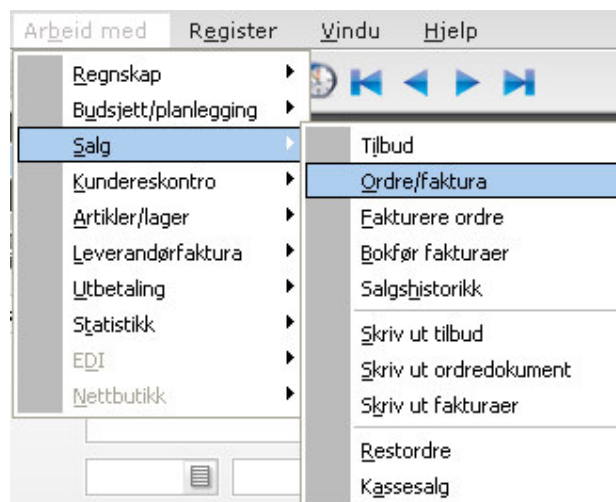 Arbeid med Register Vindu Hjelp
Regnskap
Budsjett/planlegging
Salg
Kundereskontro
Artikler/lager
Leverandørfaktura
Utbetaling
Statistikk
EDI
Nettbutikk
Tilbud
Ordre/faktura
Fakturere ordre
Bokfør fakturaer
Salgshistorikk
Skriv ut tilbud
Skriv ut ordredokument
Skriv ut fakturaer
Restordre
Kassesalg